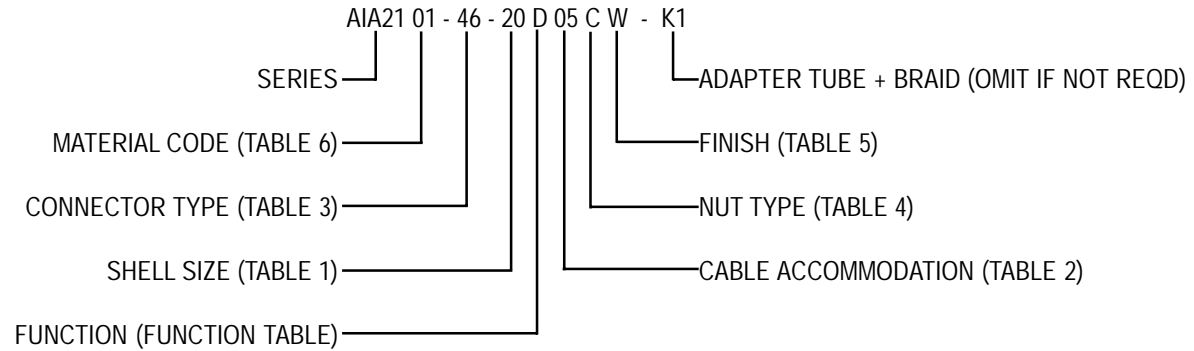 AIA21 01 - 46 - 20 D 05 C W - K1
SERIES
ADAPTER TUBE + BRAID (OMIT IF NOT REQD)
MATERIAL CODE (TABLE 6)
FINISH (TABLE 5)
CONNECTOR TYPE (TABLE 3)
NUT TYPE (TABLE 4)
SHELL SIZE (TABLE 1)
CABLE ACCOMMODATION (TABLE 2)
FUNCTION (FUNCTION TABLE)